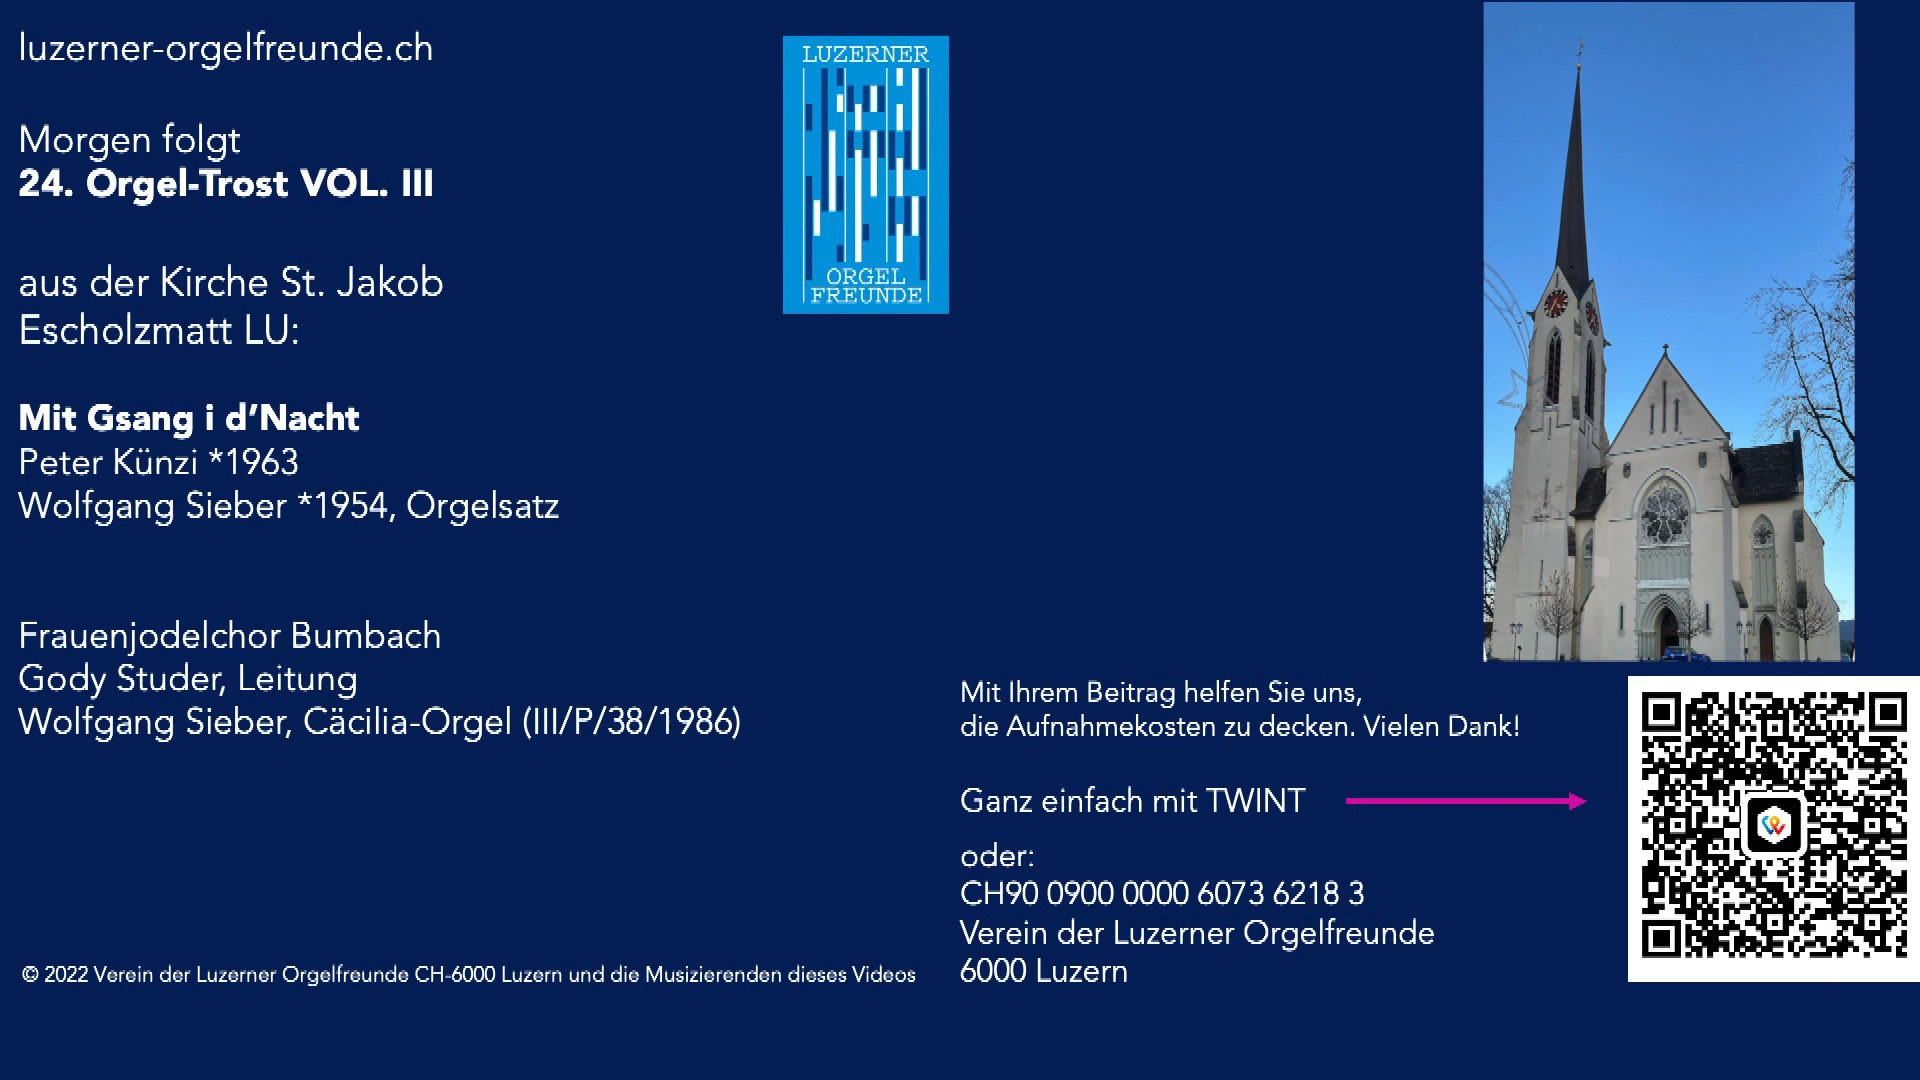 luzerner-orgelfreunde.ch
Morgen folgt
24. Orgel-Trost VOL. III
aus der Kirche St. Jakob
Escholzmatt LU:
Mit Gsang i d’Nacht
Peter Künzi *1963
Wolfgang Sieber *1954, Orgelsatz
Frauenjodelchor Bumbach
Gody Studer, Leitung
Wolfgang Sieber, Cäcilia-Orgel (III/P/38/1986)
© 2022 Verein der Luzerner Orgelfreunde CH-6000 Luzern und die Musizierenden dieses Videos
LUZERNER
ORGEL
FREUNDE
Mit Ihrem Beitrag helfen Sie uns,
die Aufnahmekosten zu decken. Vielen Dank!
Ganz einfach mit TWINT
oder:
CH90 0900 0000 6073 6218 3
Verein der Luzerner Orgelfreunde
6000 Luzern